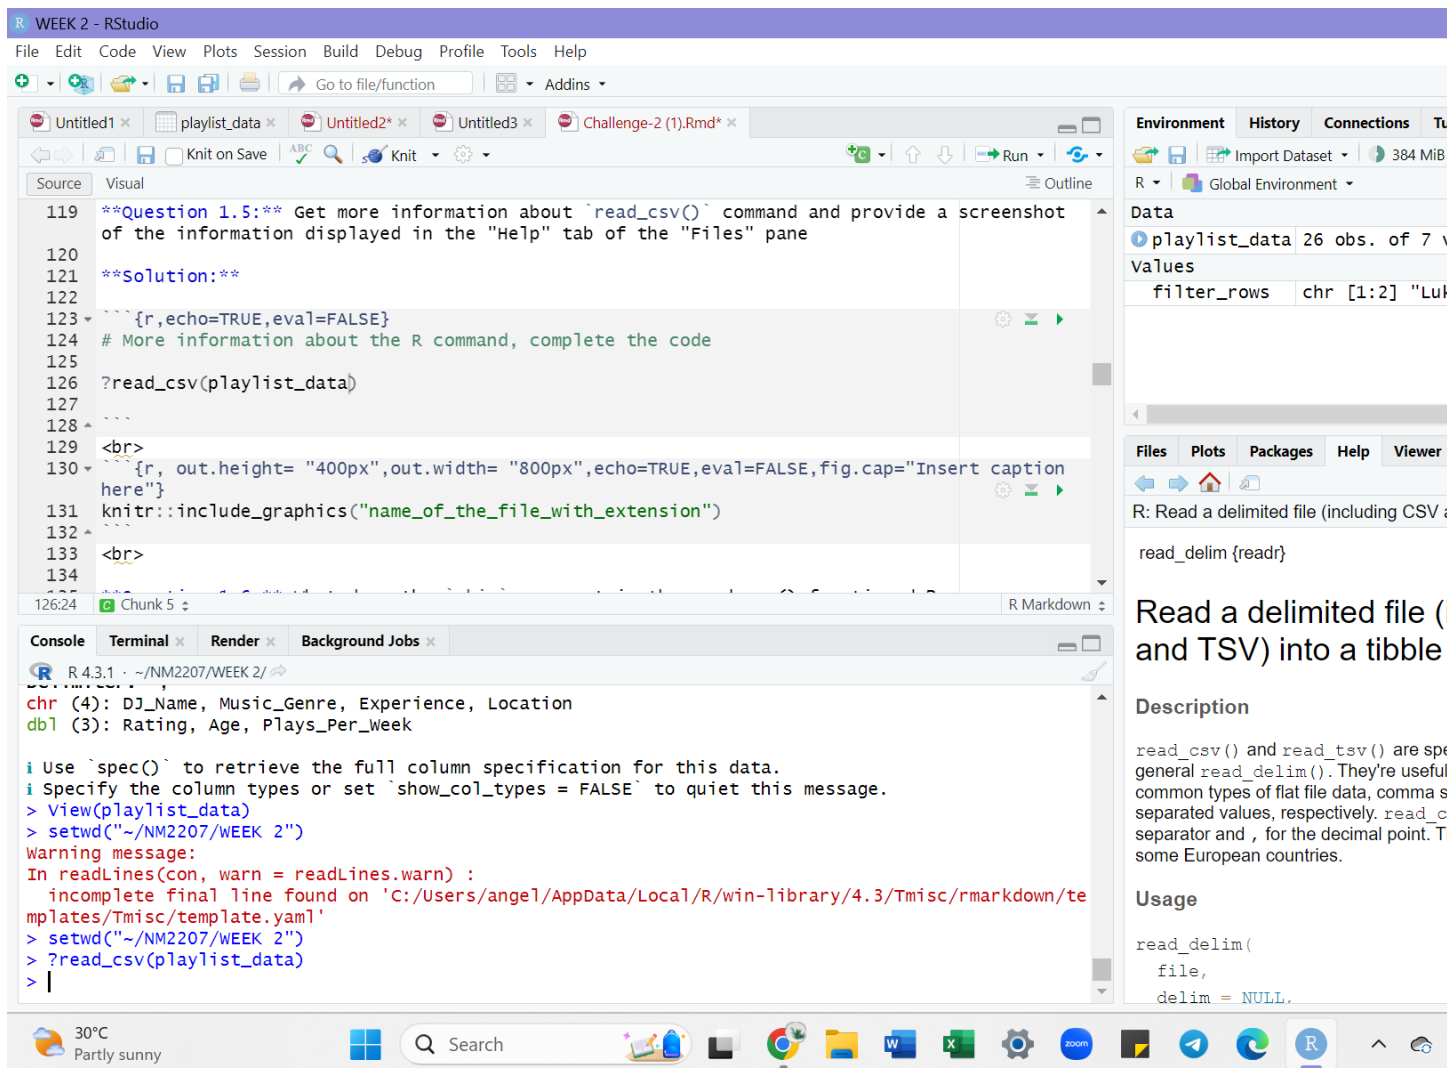 WEEK 2 - RStudio
File Edit Code View Plots Session Build Debug Profile Tools Help
Go to file/function Addins
Untitled1 playlist_data Untitled2* Untitled3 Challenge-2 (1).Rmd*
Knit on Save ABC Knit Run
Source Visual Outline
119 **Question 1.5:** Get more information about `read_csv()` command and provide a screenshot
of the information displayed in the "Help" tab of the "Files" pane
120
121 **Solution:**
122
123 ```{r,echo=TRUE,eval=FALSE}
124 # More information about the R command, complete the code
125
126 ?read_csv(playlist_data)
127
128 ```
129 <br>
130 ```{r, out.height= "400px",out.width= "800px",echo=TRUE,eval=FALSE,fig.cap="Insert caption
here"}
131 knitr::include_graphics("name_of_the_file_with_extension")
132 ```
133 <br>
134
126:24 C Chunk 5 R Markdown
Console Terminal Render Background Jobs
R R 4.3.1 · ~/NM2207/WEEK 2/
chr (4): DJ_Name, Music_Genre, Experience, Location
dbl (3): Rating, Age, Plays_Per_Week
i Use `spec()` to retrieve the full column specification for this data.
i Specify the column types or set `show_col_types = FALSE` to quiet this message.
> View(playlist_data)
> setwd("~/NM2207/WEEK 2")
Warning message:
In readLines(con, warn = readLines.warn) :
incomplete final line found on 'C:/Users/angel/AppData/Local/R/win-library/4.3/Tmisc/rmarkdown/te
mplates/Tmisc/template.yaml'
> setwd("~/NM2207/WEEK 2")
> ?read_csv(playlist_data)
>
Environment History Connections Tu
Import Dataset 384 MiB
R Global Environment
Data
playlist_data 26 obs. of 7 v
Values
filter_rows chr [1:2] "Luk
Files Plots Packages Help Viewer
R: Read a delimited file (including CSV a
read_delim {readr}
Read a delimited file (i
and TSV) into a tibble
Description
read_csv() and read_tsv() are spe
general read_delim(). They're useful
common types of flat file data, comma s
separated values, respectively. read_c
separator and , for the decimal point. Th
some European countries.
Usage
read_delim(
file,
delim = NULL,
30°C
Partly sunny
Search
W X zoom R